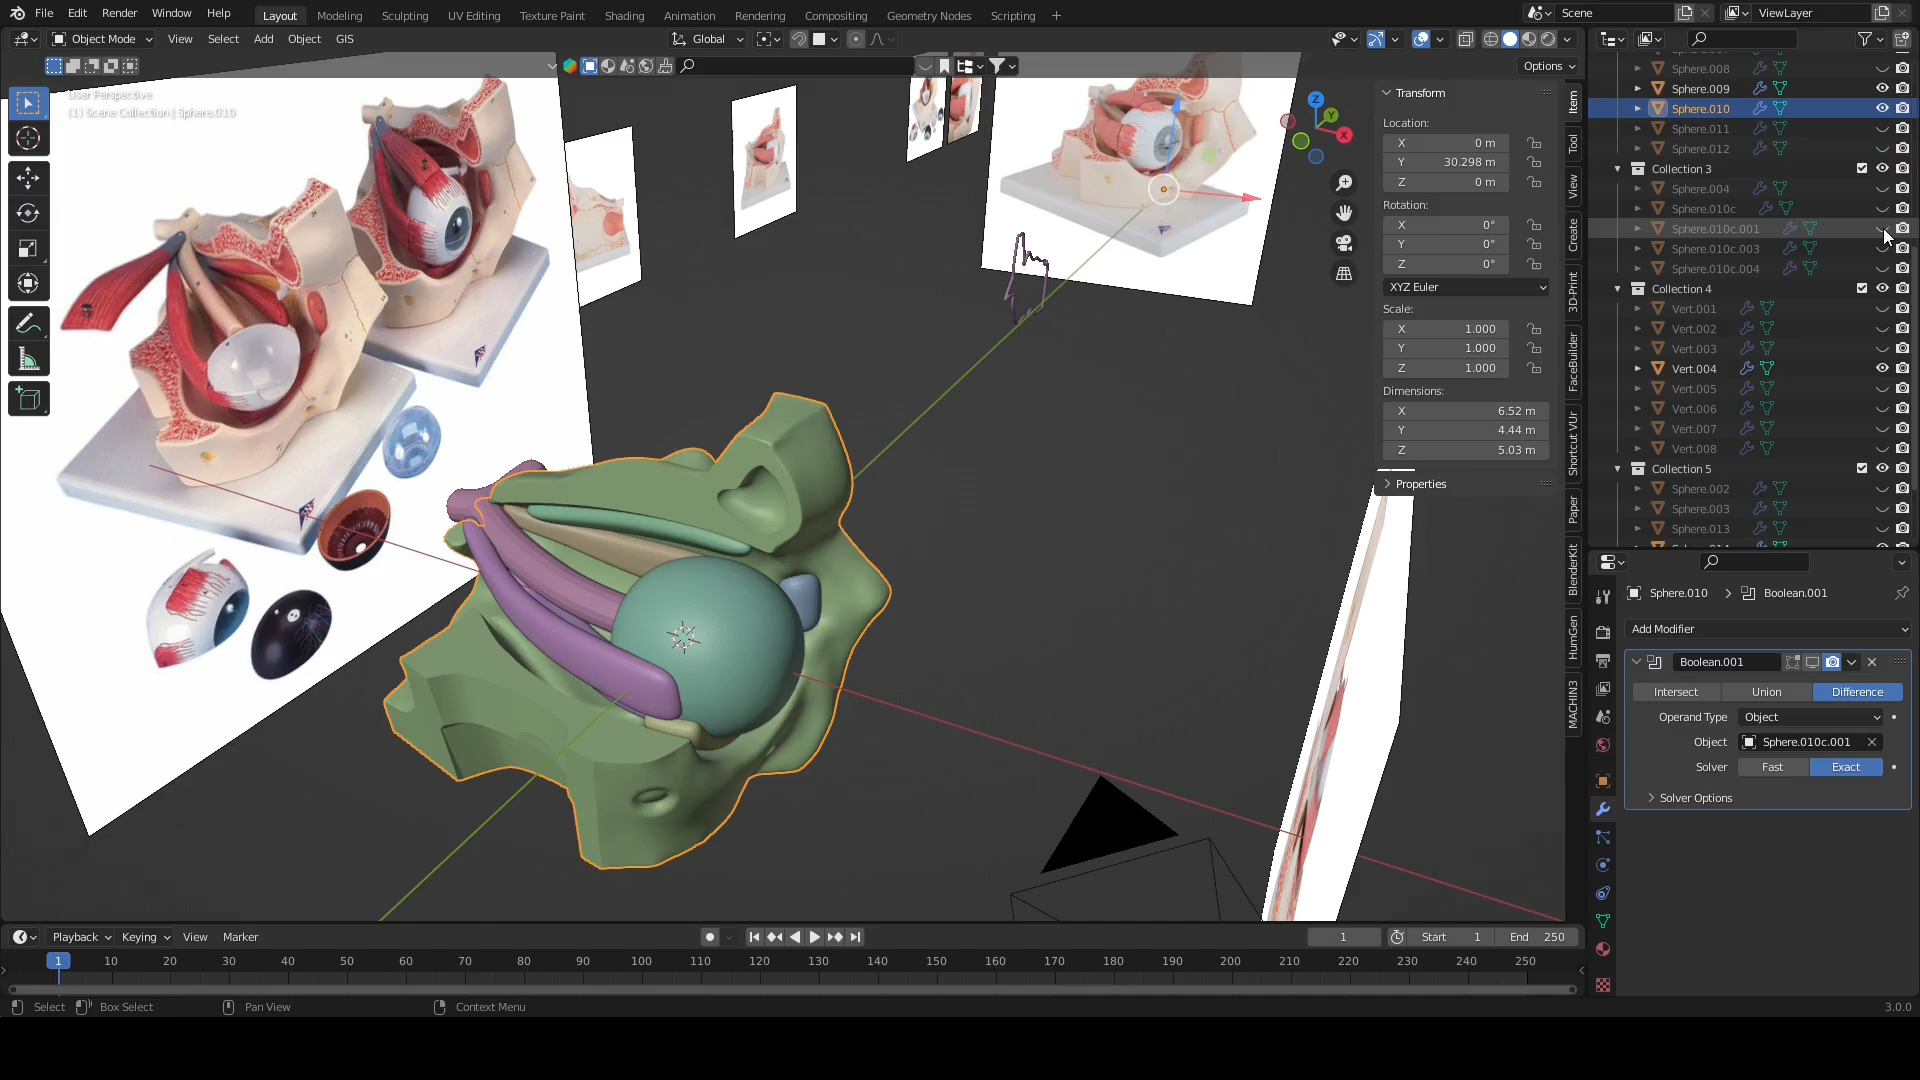 File Edit Render Window Help Layout Modeling Sculpting UV Editing Texture Paint Shading Animation Rendering Compositing Geometry Nodes Scripting + Scene ViewLayer
Object Mode View Select Add Object GIS Global
Options
User Perspective
(1) Scene Collection | Sphere.010
Transform
Location:
X 0 m
Y 30.298 m
Z 0 m
Rotation:
X 0°
Y 0°
Z 0°
XYZ Euler
Scale:
X 1.000
Y 1.000
Z 1.000
Dimensions:
X 6.52 m
Y 4.44 m
Z 5.03 m
Properties
Item
Tool
View
Create
3D-Print
FaceBuilder
Shortcut VUr
Paper
BlenderKit
HumGen
MACHIN3
Z
Y
X
Sphere.008
Sphere.009
Sphere.010
Sphere.011
Sphere.012
Collection 3
Sphere.004
Sphere.010c
Sphere.010c.001
Sphere.010c.003
Sphere.010c.004
Collection 4
Vert.001
Vert.002
Vert.003
Vert.004
Vert.005
Vert.006
Vert.007
Vert.008
Collection 5
Sphere.002
Sphere.003
Sphere.013
Sphere.010 > Boolean.001
Add Modifier
Boolean.001
Intersect Union Difference
Operand Type Object
Object Sphere.010c.001
Solver Fast Exact
Solver Options
Playback Keying View Marker 1 Start 1 End 250
1 10 20 30 40 50 60 70 80 90 100 110 120 130 140 150 160 170 180 190 200 210 220 230 240 250
Select Box Select Pan View Context Menu 3.0.0